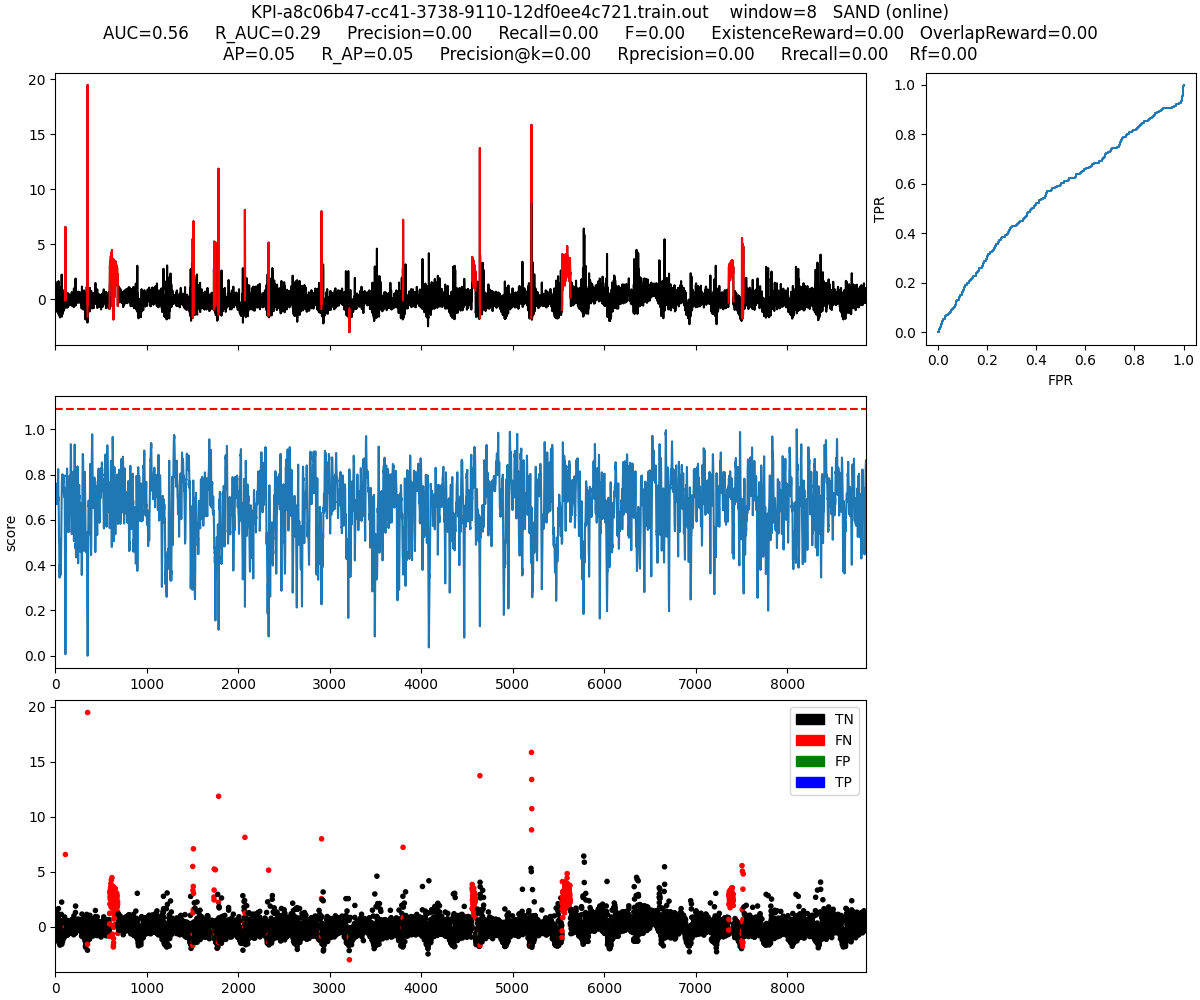 KPI-a8c06b47-cc41-3738-9110-12df0ee4c721.train.out    window=8   SAND (online)
AUC=0.56     R_AUC=0.29     Precision=0.00     Recall=0.00     F=0.00     ExistenceReward=0.00   OverlapReward=0.00
AP=0.05     R_AP=0.05     Precision@k=0.00     Rprecision=0.00     Rrecall=0.00    Rf=0.00
20
15
10
5
0
1.0
0.8
0.6
0.4
0.2
0.0
TPR
0.0 0.2 0.4 0.6 0.8 1.0
FPR
1.0
0.8
0.6
0.4
0.2
0.0
score
0 1000 2000 3000 4000 5000 6000 7000 8000
20
15
10
5
0
TN
FN
FP
TP
0 1000 2000 3000 4000 5000 6000 7000 8000